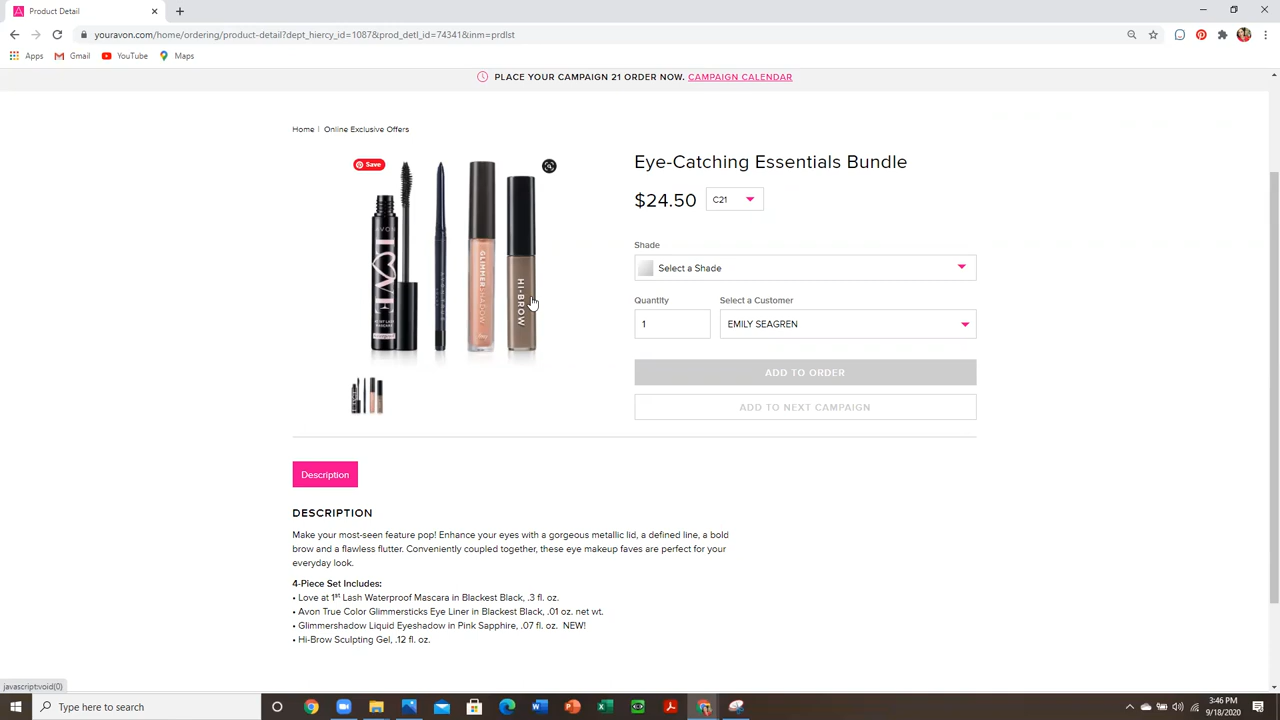 Product Detail
youravon.com/home/ordering/product-detail?dept_hiercy_id=1087&prod_detl_id=74341&inm=prdlst
Apps Gmail YouTube Maps
PLACE YOUR CAMPAIGN 21 ORDER NOW. CAMPAIGN CALENDAR
Home | Online Exclusive Offers
Save
AVON
LOVE
GLIMMERSHADOW
HI-BROW
Eye-Catching Essentials Bundle
$24.50 C21
Shade
Select a Shade
Quantity Select a Customer
1 EMILY SEAGREN
ADD TO ORDER
ADD TO NEXT CAMPAIGN
Description
DESCRIPTION
Make your most-seen feature pop! Enhance your eyes with a gorgeous metallic lid, a defined line, a bold
brow and a flawless flutter. Conveniently coupled together, these eye makeup faves are perfect for your
everyday look.
4-Piece Set Includes:
• Love at 1st Lash Waterproof Mascara in Blackest Black, .3 fl. oz.
• Avon True Color Glimmersticks Eye Liner in Blackest Black, .01 oz. net wt.
• Glimmershadow Liquid Eyeshadow in Pink Sapphire, .07 fl. oz. NEW!
• Hi-Brow Sculpting Gel, .12 fl. oz.
javascript:void(0)
Type here to search
3:46 PM
9/18/2020